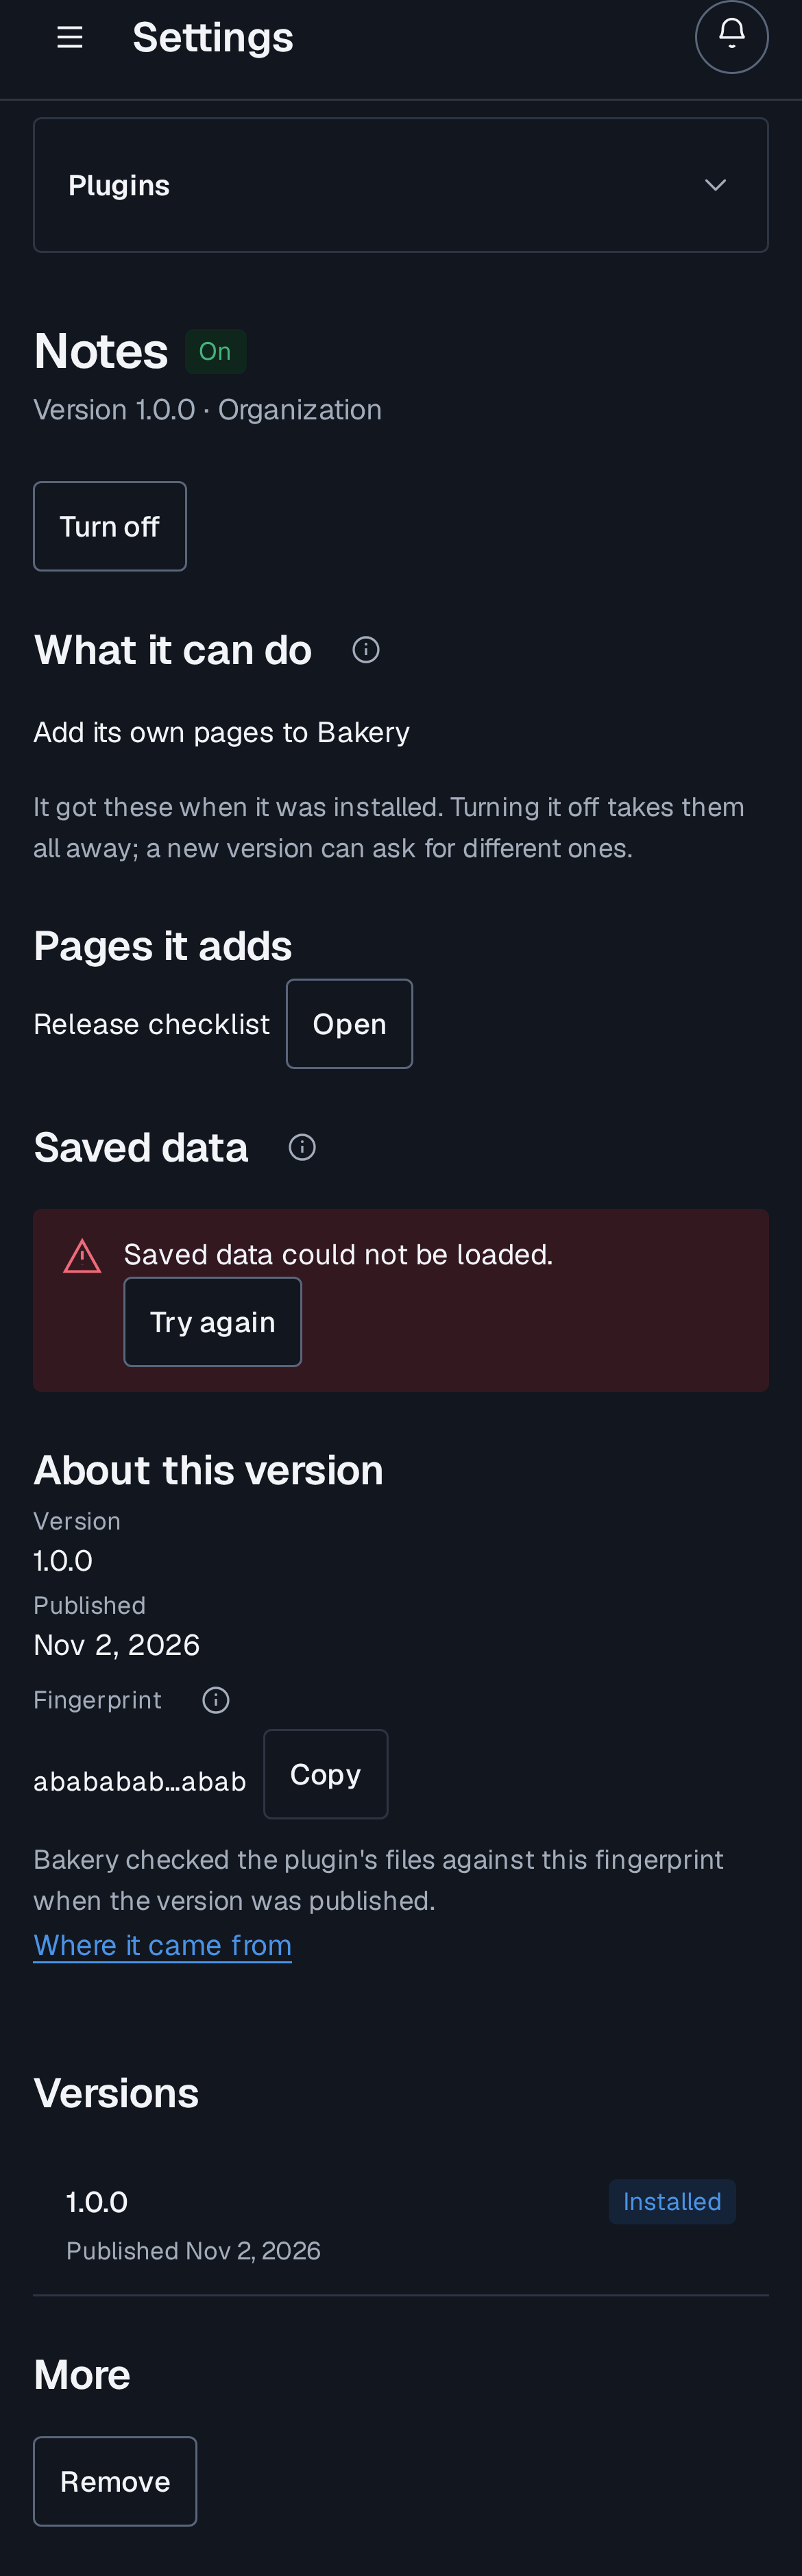 Settings
Plugins
Notes On
Version 1.0.0 · Organization
Turn off
What it can do
Add its own pages to Bakery
It got these when it was installed. Turning it off takes them
all away; a new version can ask for different ones.
Pages it adds
Release checklist Open
Saved data
Saved data could not be loaded.
Try again
About this version
Version
1.0.0
Published
Nov 2, 2026
Fingerprint
abababab…abab Copy
Bakery checked the plugin's files against this fingerprint
when the version was published.
Where it came from
Versions
1.0.0 Installed
Published Nov 2, 2026
More
Remove